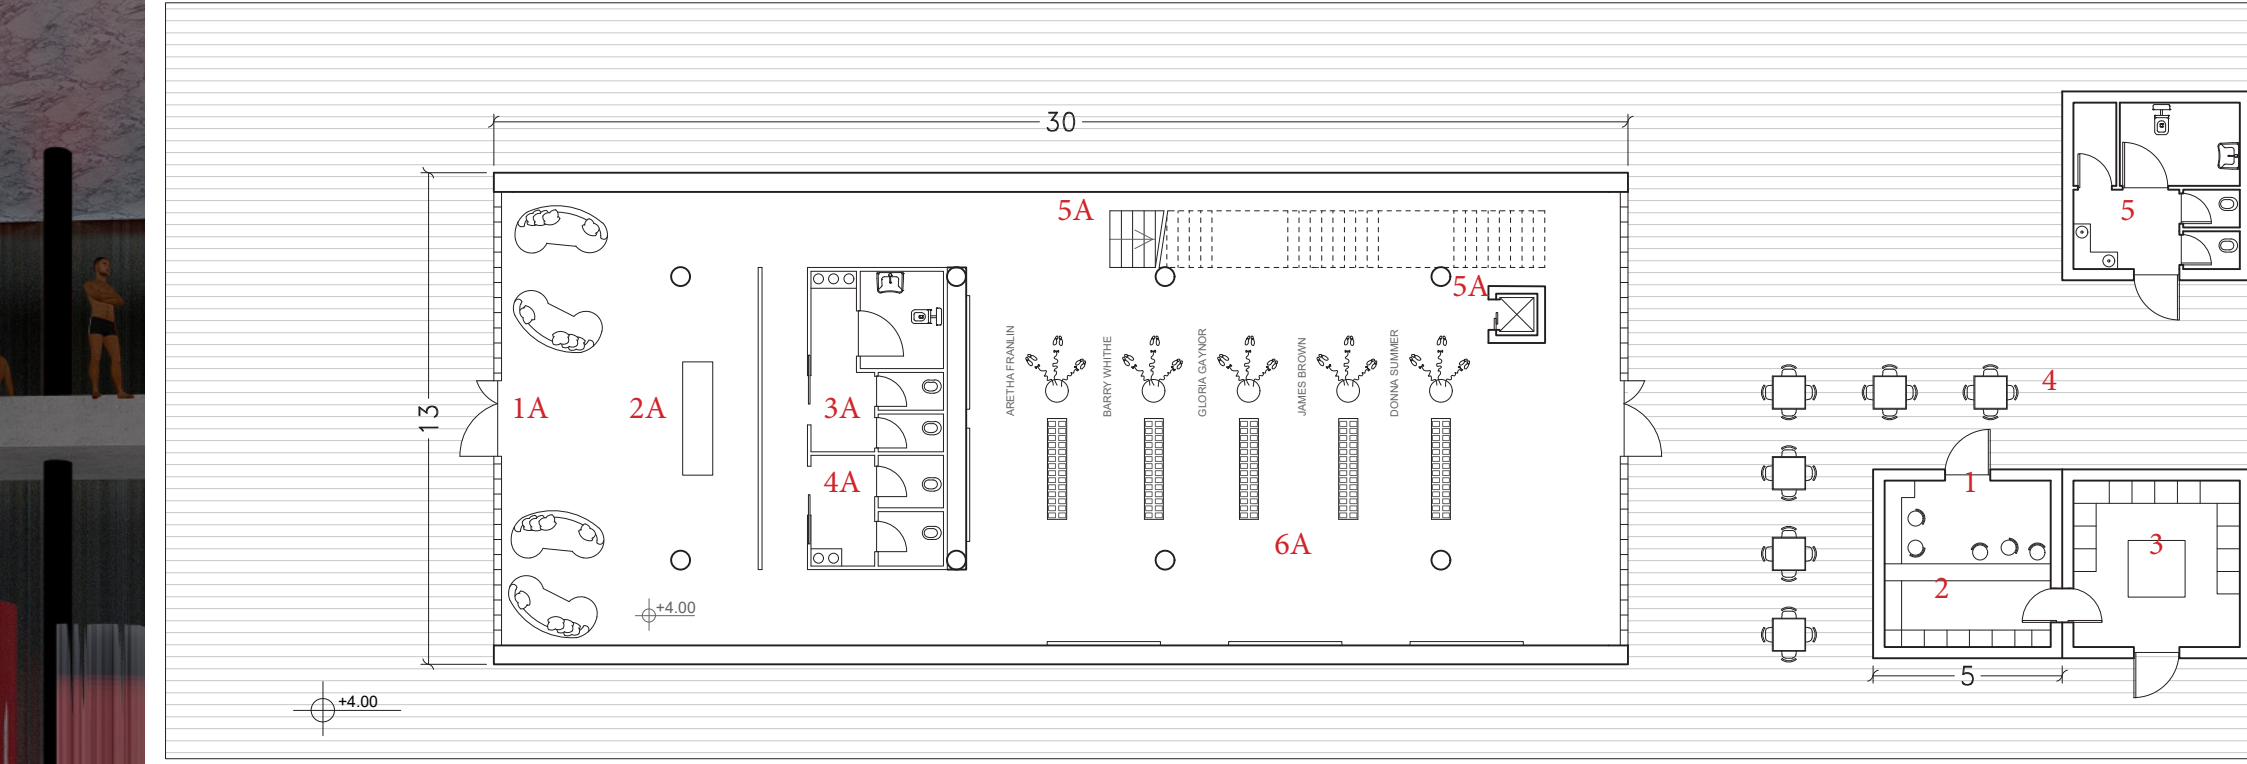 30
5A
5
5A
ARETHA FRANLIN
BARRY WHITHE
GLORIA GAYNOR
JAMES BROWN
DONNA SUMMER
4
13
1A
2A
3A
4A
1
6A
3
2
+4.00
5
+4.00